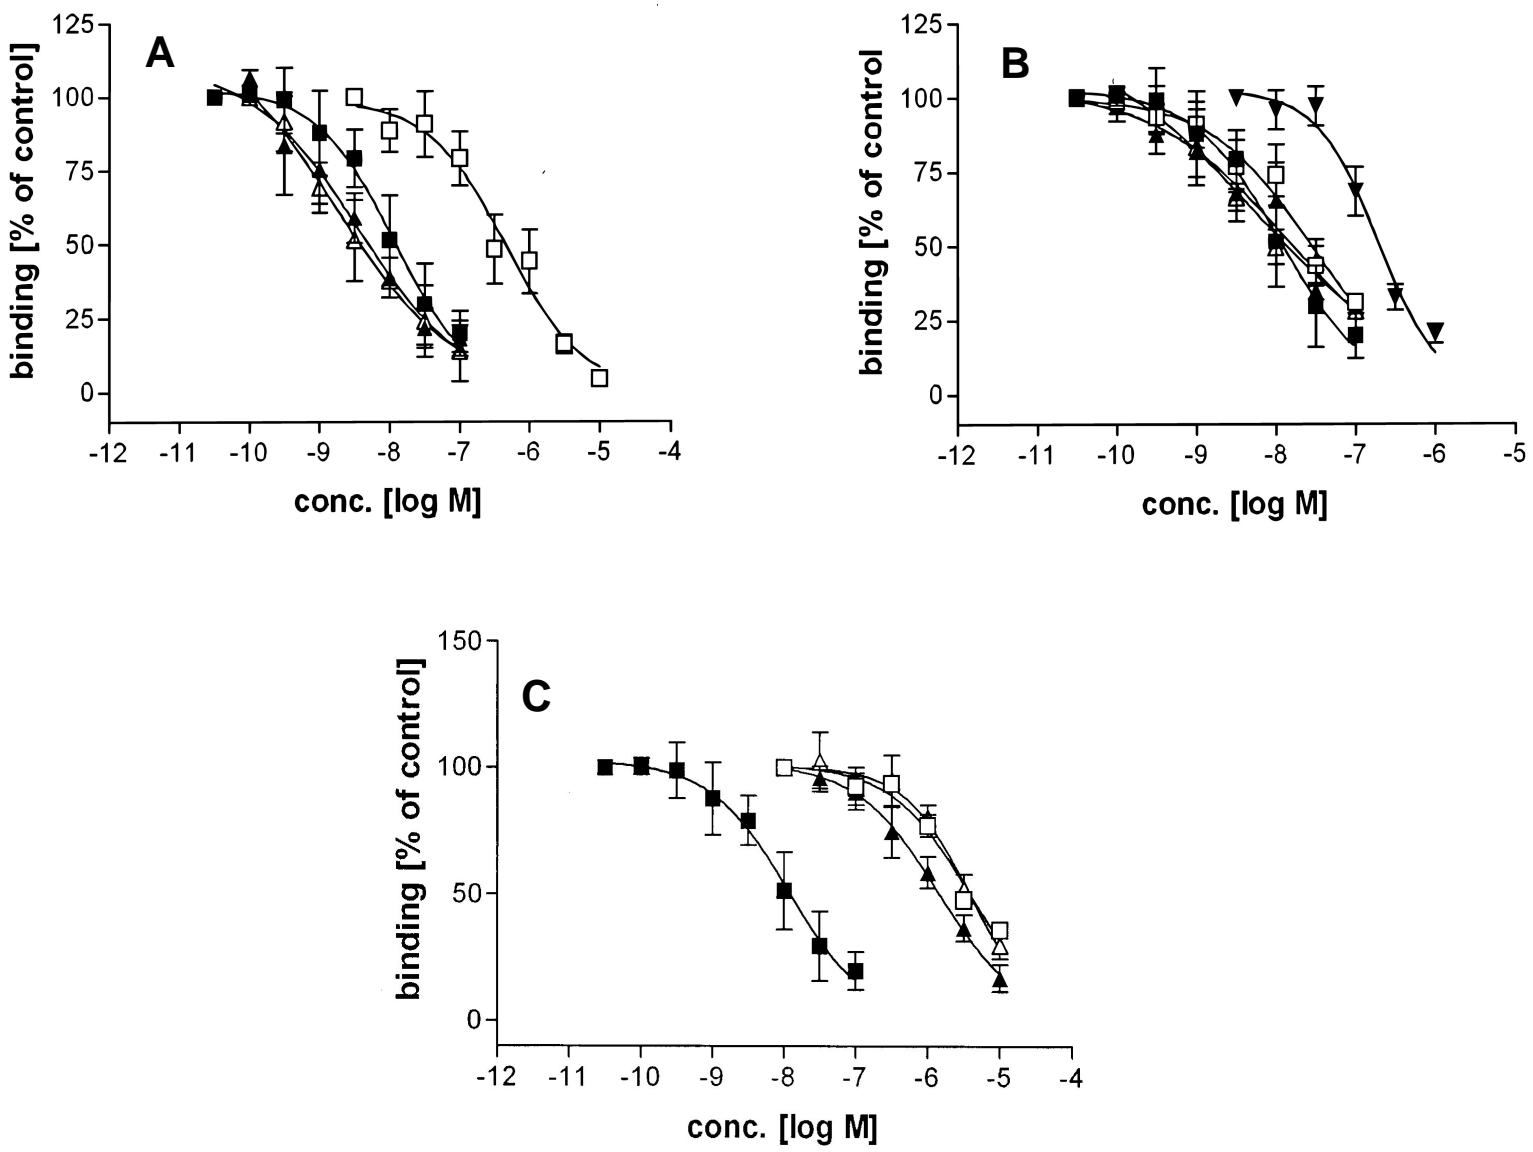 A
binding [% of control]
125
100
75
50
25
0
-12 -11 -10 -9 -8 -7 -6 -5 -4
conc. [log M]
B
binding [% of control
125
100
75
50
25
0
-12 -11 -10 -9 -8 -7 -6 -5
conc. [log M]
C
binding [% of control]
150
100
50
0
-12 -11 -10 -9 -8 -7 -6 -5 -4
conc. [log M]